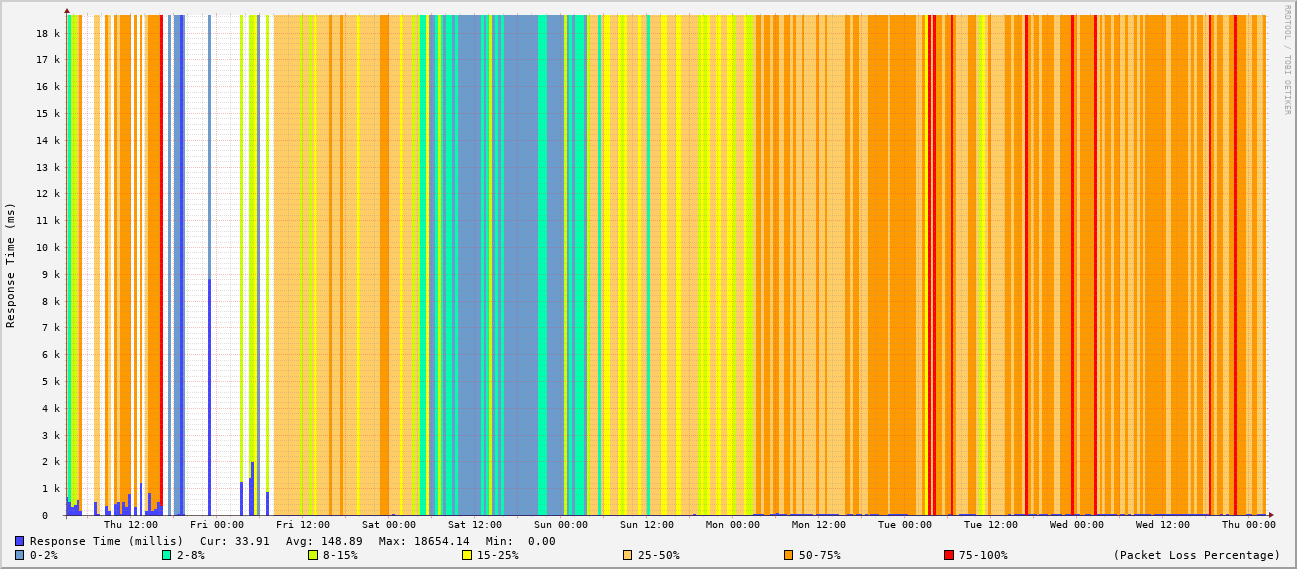 RRDTOOL / TOBI OETIKER
Response Time (ms)
18 k
17 k
16 k
15 k
14 k
13 k
12 k
11 k
10 k
9 k
8 k
7 k
6 k
5 k
4 k
3 k
2 k
1 k
0
Thu 12:00 Fri 00:00 Fri 12:00 Sat 00:00 Sat 12:00 Sun 00:00 Sun 12:00 Mon 00:00 Mon 12:00 Tue 00:00 Tue 12:00 Wed 00:00 Wed 12:00 Thu 00:00
Response Time (millis) Cur: 33.91 Avg: 148.89 Max: 18654.14 Min: 0.00
0-2% 2-8% 8-15% 15-25% 25-50% 50-75% 75-100% (Packet Loss Percentage)